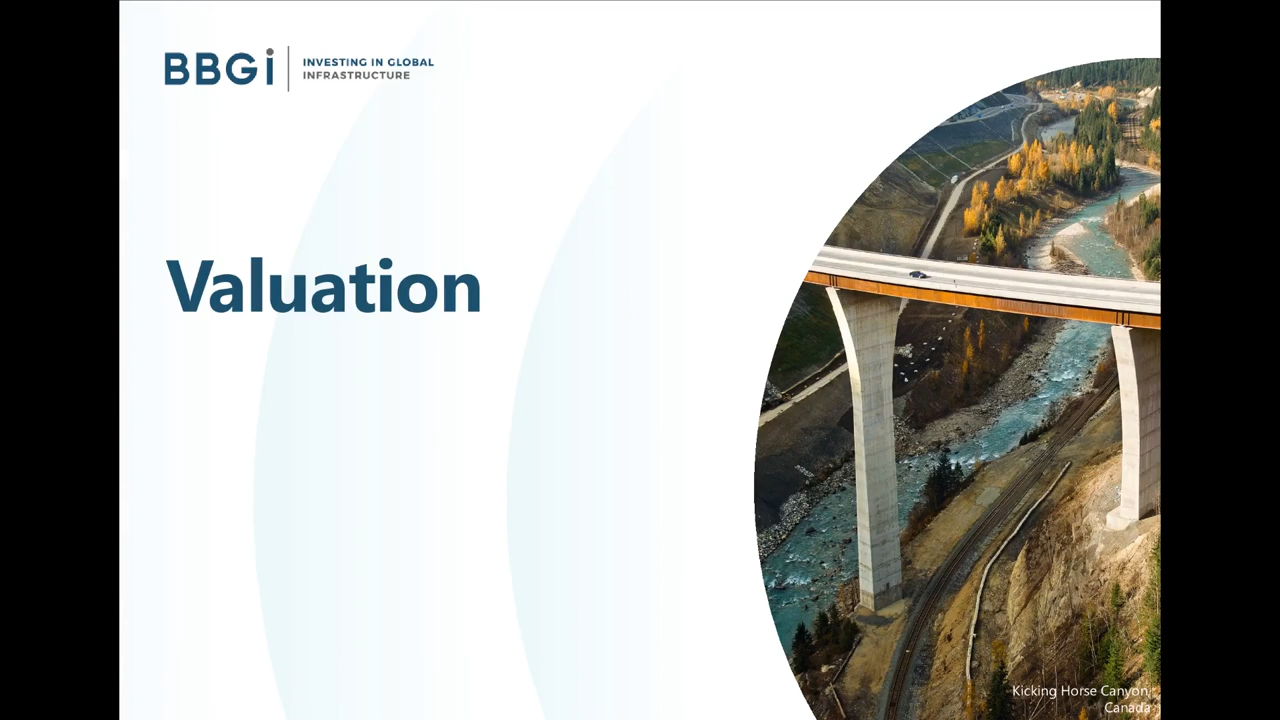 BBGi
INVESTING IN GLOBAL
INFRASTRUCTURE
Valuation
Kicking Horse Canyon,
Canada